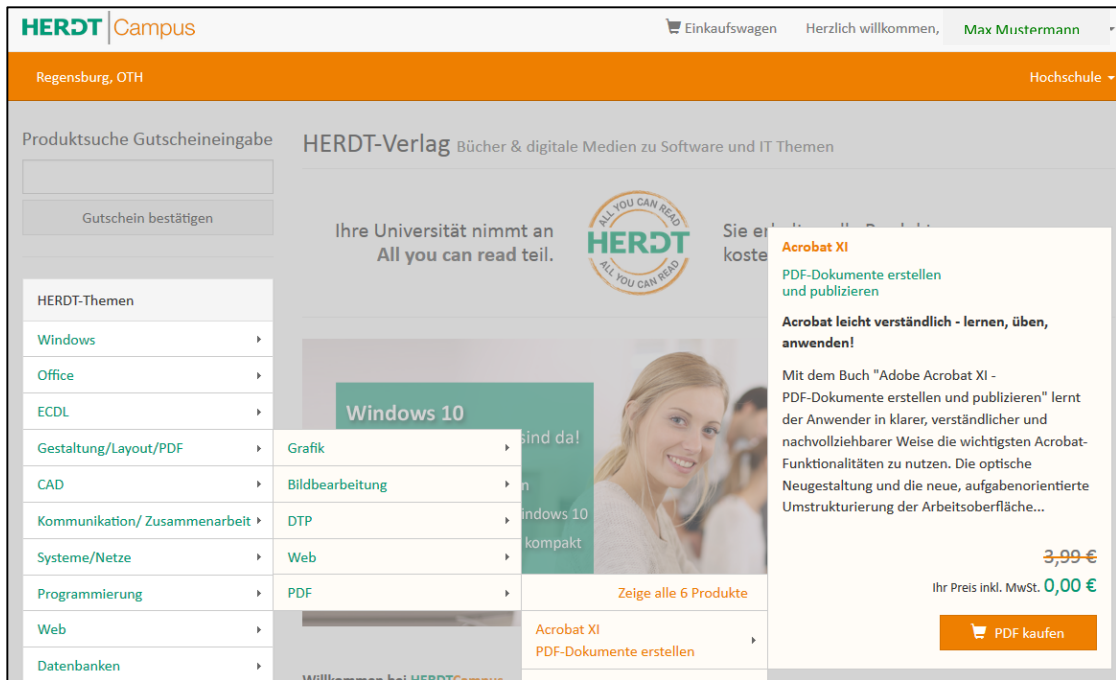 HERDT Campus
Einkaufswagen
Herzlich willkommen,
Max Mustermann
Regensburg, OTH
Hochschule
Produktsuche Gutscheineingabe
Gutschein bestätigen
HERDT-Verlag Bücher & digitale Medien zu Software und IT Themen
Ihre Universität nimmt an
All you can read teil.
ALL YOU CAN READ
HERDT
ALL YOU CAN READ
Sie
koste
HERDT-Themen
Windows
Office
ECDL
Gestaltung/Layout/PDF
CAD
Kommunikation/ Zusammenarbeit
Systeme/Netze
Programmierung
Web
Datenbanken
Windows 10
sind da!
indows 10
kompakt
Grafik
Bildbearbeitung
DTP
Web
PDF
Zeige alle 6 Produkte
Acrobat XI
PDF-Dokumente erstellen
Acrobat XI
PDF-Dokumente erstellen
und publizieren
Acrobat leicht verständlich - lernen, üben,
anwenden!
Mit dem Buch "Adobe Acrobat XI -
PDF-Dokumente erstellen und publizieren" lernt
der Anwender in klarer, verständlicher und
nachvollziehbarer Weise die wichtigsten Acrobat-
Funktionalitäten zu nutzen. Die optische
Neugestaltung und die neue, aufgabenorientierte
Umstrukturierung der Arbeitsoberfläche...
3,99 €
Ihr Preis inkl. MwSt. 0,00 €
PDF kaufen
Willkommen bei HERDTCampus